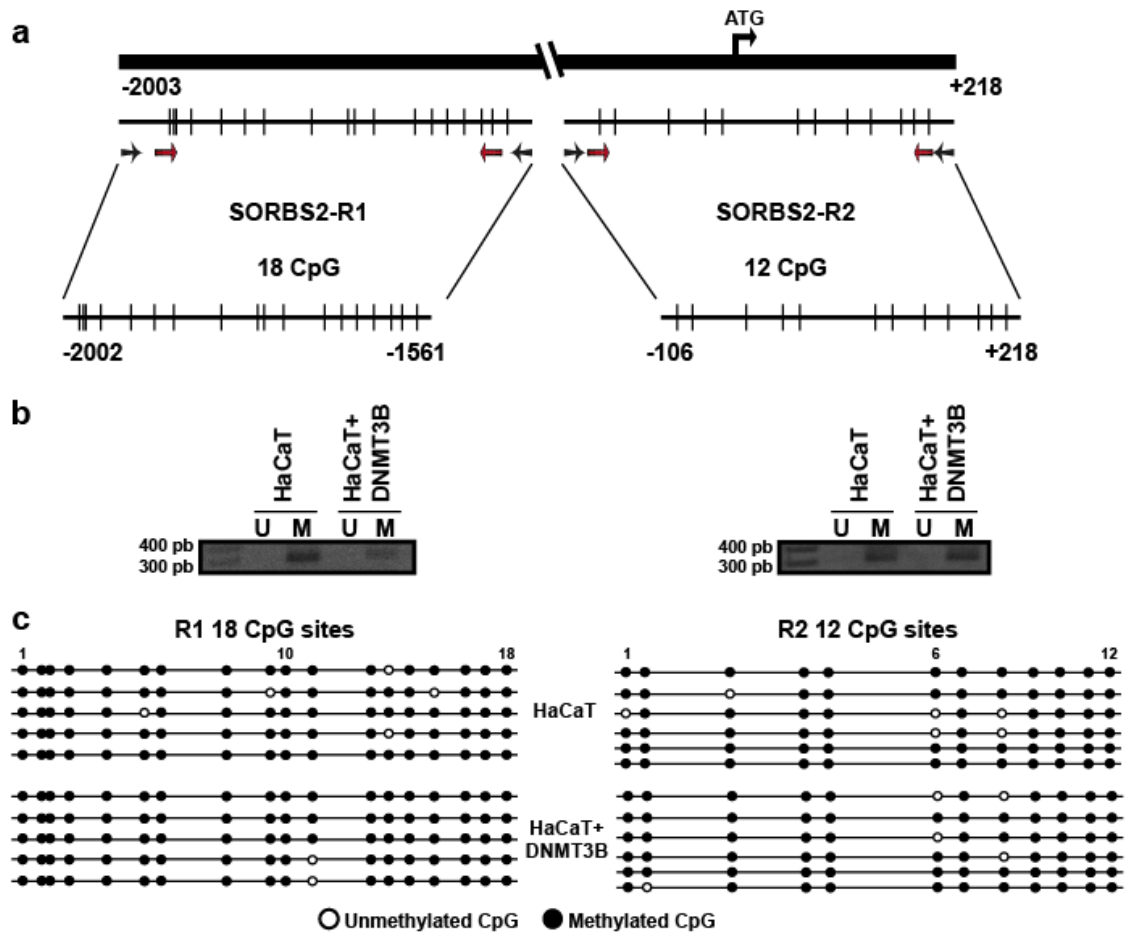 a
ATG
-2003
+218
SORBS2-R1
SORBS2-R2
18 CpG
12 CpG
-2002
-1561
-106
+218
b
HaCaT
HaCaT+
DNMT3B
HaCaT
HaCaT+
DNMT3B
U M U M
U M U M
400 pb
300 pb
400 pb
300 pb
c
R1 18 CpG sites
R2 12 CpG sites
1 10 18
1 6 12
HaCaT
HaCaT+
DNMT3B
Unmethylated CpG
Methylated CpG